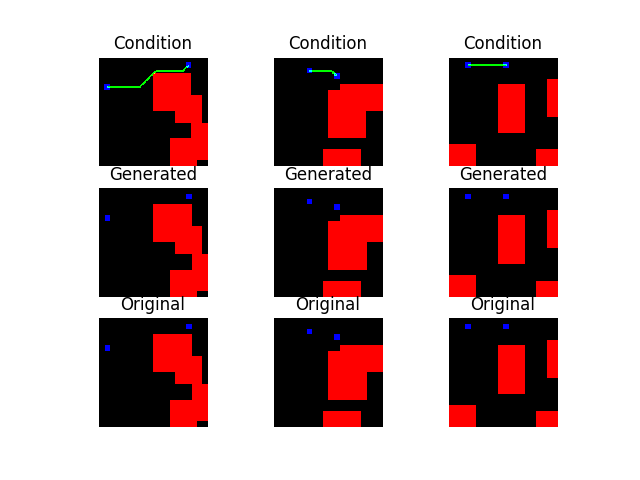 Condition Condition Condition
Generated Generated Generated
Original Original Original